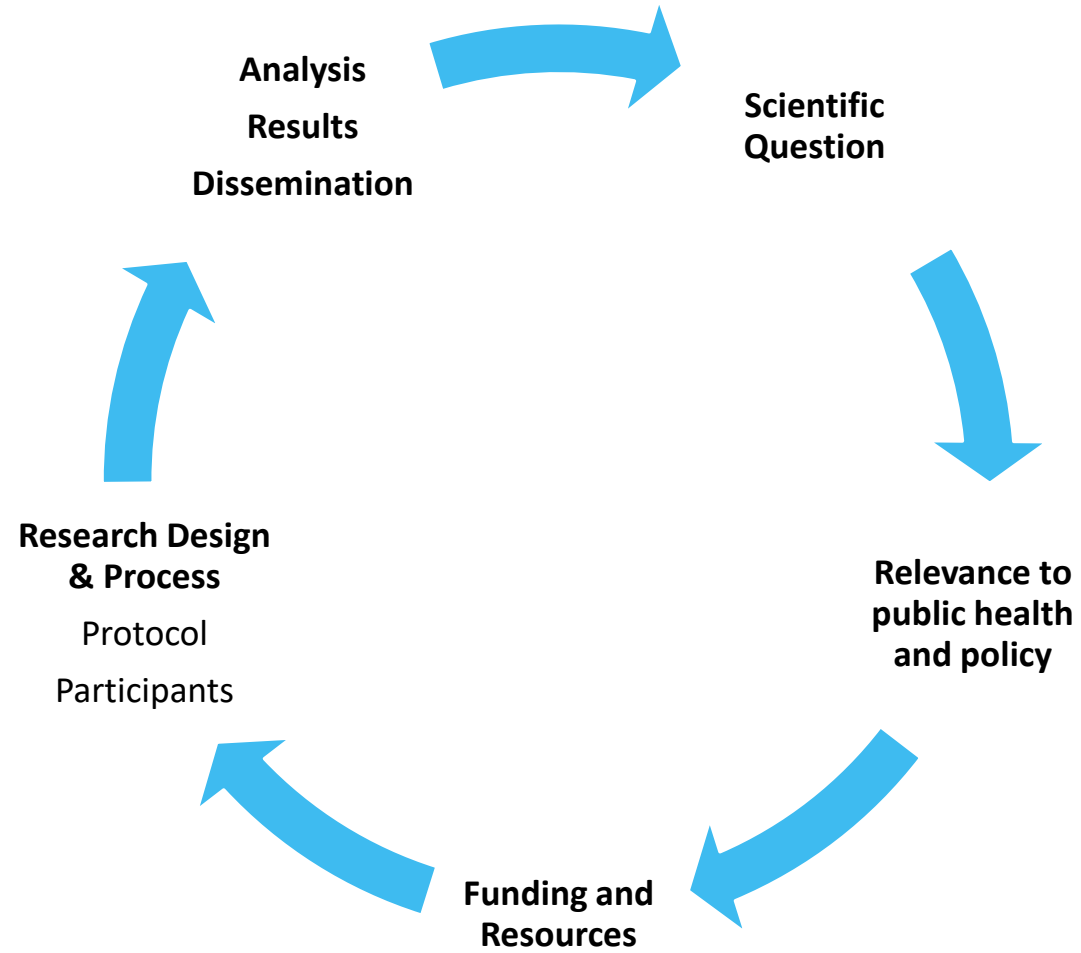 Analysis
Results
Dissemination
Scientific
Question
Relevance to
public health
and policy
Funding and
Resources
Research Design
& Process
Protocol
Participants